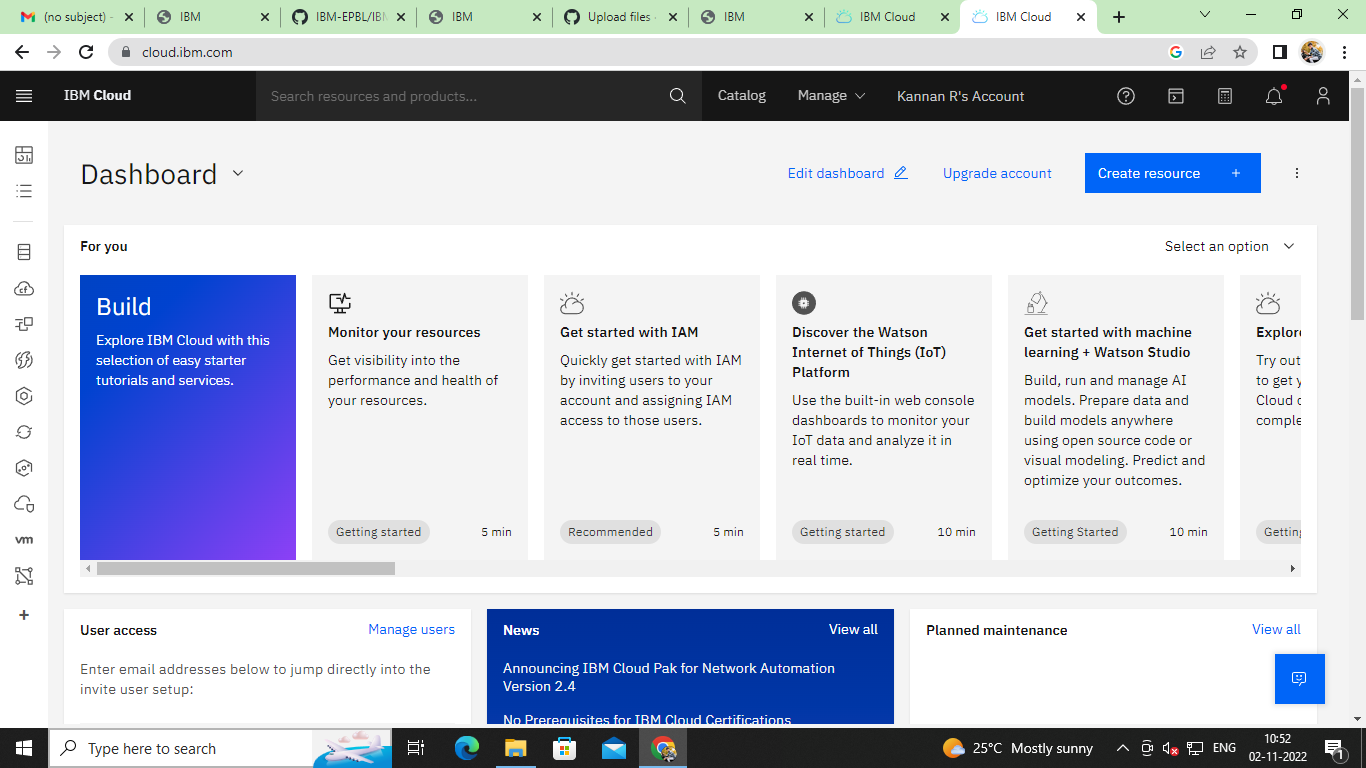 (no subject) -
IBM
IBM-EPBL/IBM
IBM
Upload files
IBM
IBM Cloud
IBM Cloud
cloud.ibm.com
IBM Cloud
Search resources and products...
Catalog
Manage
Kannan R's Account
Dashboard
Edit dashboard
Upgrade account
Create resource +
For you
Select an option
Build
Explore IBM Cloud with this
selection of easy starter
tutorials and services.
Monitor your resources
Get visibility into the
performance and health of
your resources.
Getting started
5 min
Get started with IAM
Quickly get started with IAM
by inviting users to your
account and assigning IAM
access to those users.
Recommended
5 min
Discover the Watson
Internet of Things (IoT)
Platform
Use the built-in web console
dashboards to monitor your
IoT data and analyze it in
real time.
Getting started
10 min
Get started with machine
learning + Watson Studio
Build, run and manage AI
models. Prepare data and
build models anywhere
using open source code or
visual modeling. Predict and
optimize your outcomes.
Getting Started
10 min
Explore
Try out
to get
Cloud
comple
Getting
cf
vm
User access
Manage users
Enter email addresses below to jump directly into the
invite user setup:
News
View all
Announcing IBM Cloud Pak for Network Automation
Version 2.4
No Prerequisites for IBM Cloud Certifications
Planned maintenance
View all
Type here to search
25°C Mostly sunny
ENG
10:52
02-11-2022
1